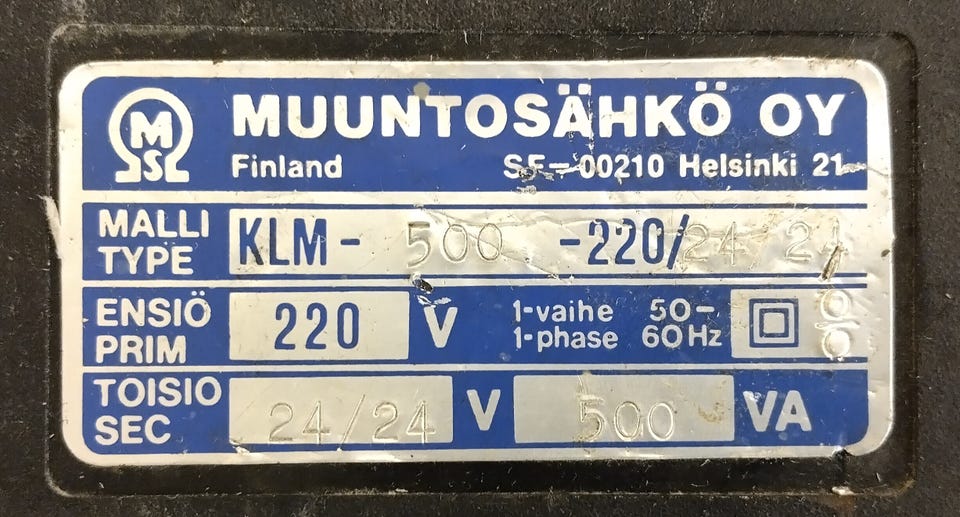 MS
MUUNTOSÄHKÖ OY
Finland SF-00210 Helsinki 21
MALLI
TYPE KLM- 500 -220/24/24
ENSIÖ
PRIM 220 V
1-vaihe 50-
1-phase 60Hz
TOISIO
SEC 24/24 V 500 VA